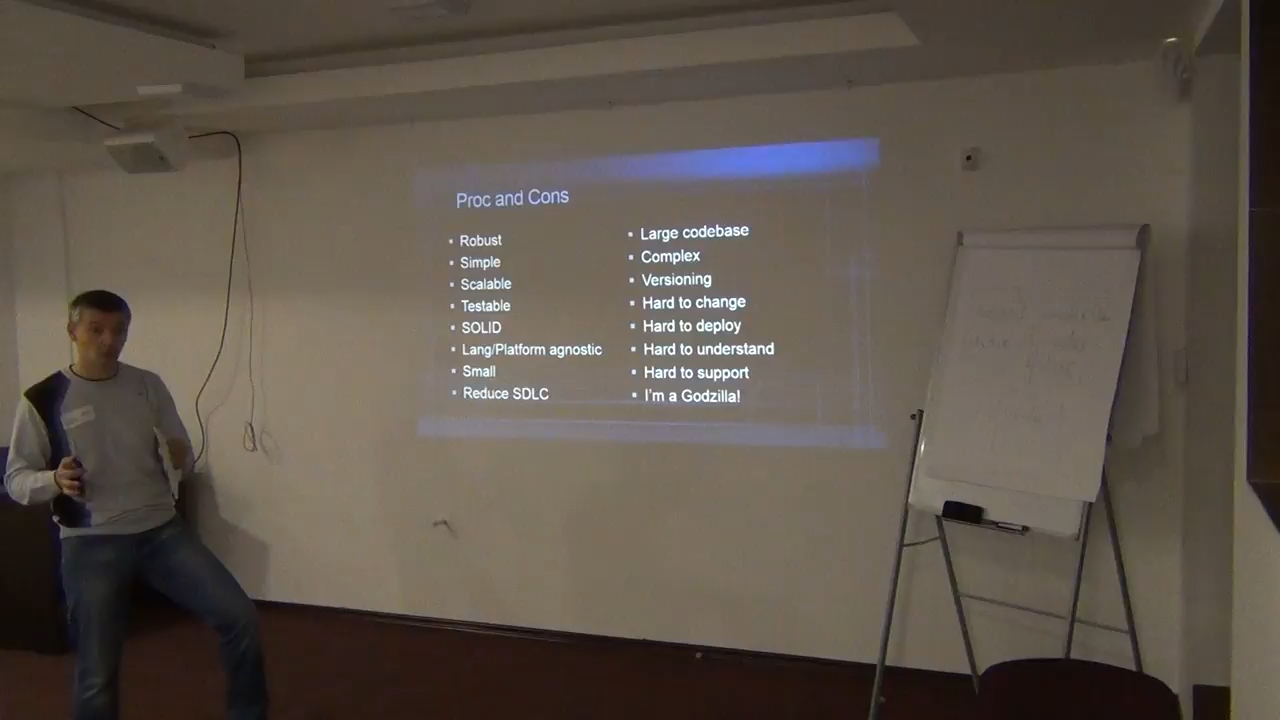 Proc and Cons
Robust
Simple
Scalable
Testable
SOLID
Lang/Platform agnostic
Small
Reduce SDLC
Large codebase
Complex
Versioning
Hard to change
Hard to deploy
Hard to understand
Hard to support
I'm a Godzilla!